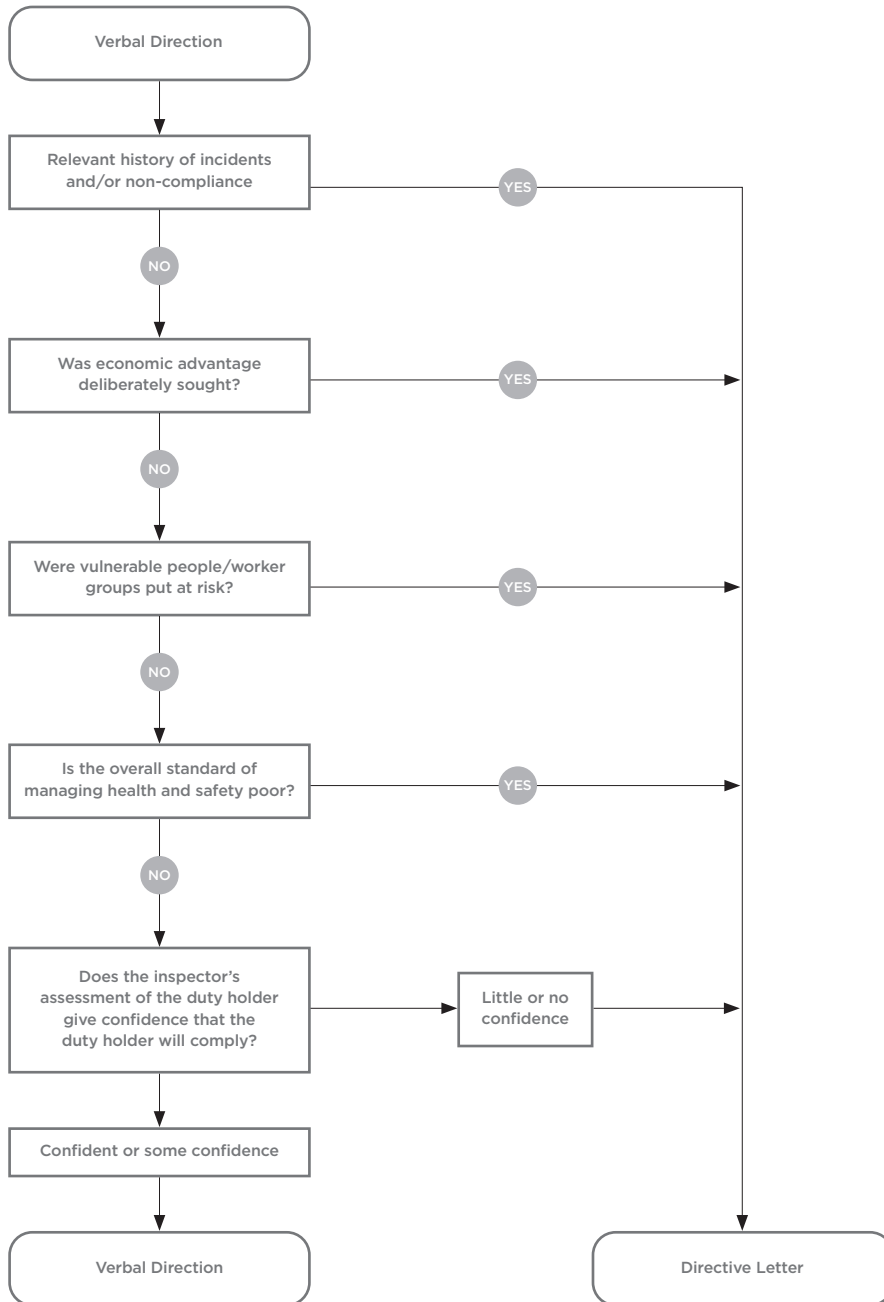 Verbal Direction
Relevant history of incidents
and/or non-compliance
YES
NO
Was economic advantage
deliberately sought?
YES
NO
Were vulnerable people/worker
groups put at risk?
YES
NO
Is the overall standard of
managing health and safety poor?
YES
NO
Does the inspector’s
assessment of the duty holder
give confidence that the
duty holder will comply?
Little or no
confidence
Confident or some confidence
Verbal Direction
Directive Letter